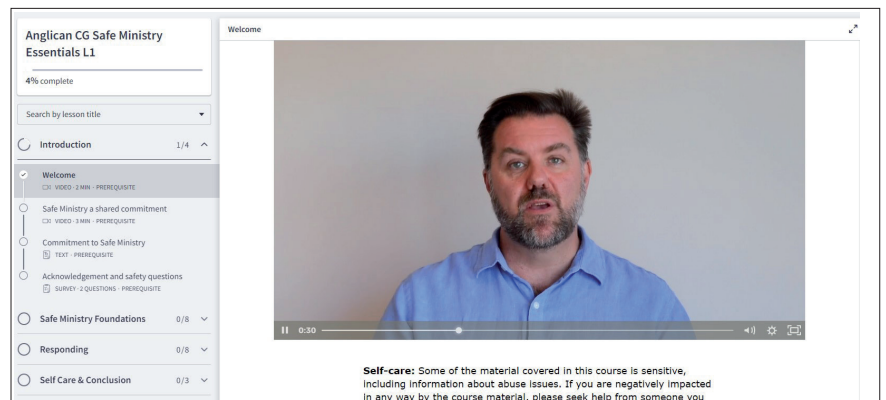 Anglican CG Safe Ministry
Essentials L1
4% complete
Search by lesson title
Introduction 1/4
Welcome
VIDEO · 2 MIN · PREREQUISITE
Safe Ministry a shared commitment
VIDEO · 3 MIN · PREREQUISITE
Commitment to Safe Ministry
TEXT · PREREQUISITE
Acknowledgement and safety questions
SURVEY · 2 QUESTIONS · PREREQUISITE
Safe Ministry Foundations 0/8
Responding 0/8
Self Care & Conclusion 0/3
Welcome
0:30
Self-care: Some of the material covered in this course is sensitive,
including information about abuse issues. If you are negatively impacted
in any way by the course material, please seek help from someone you